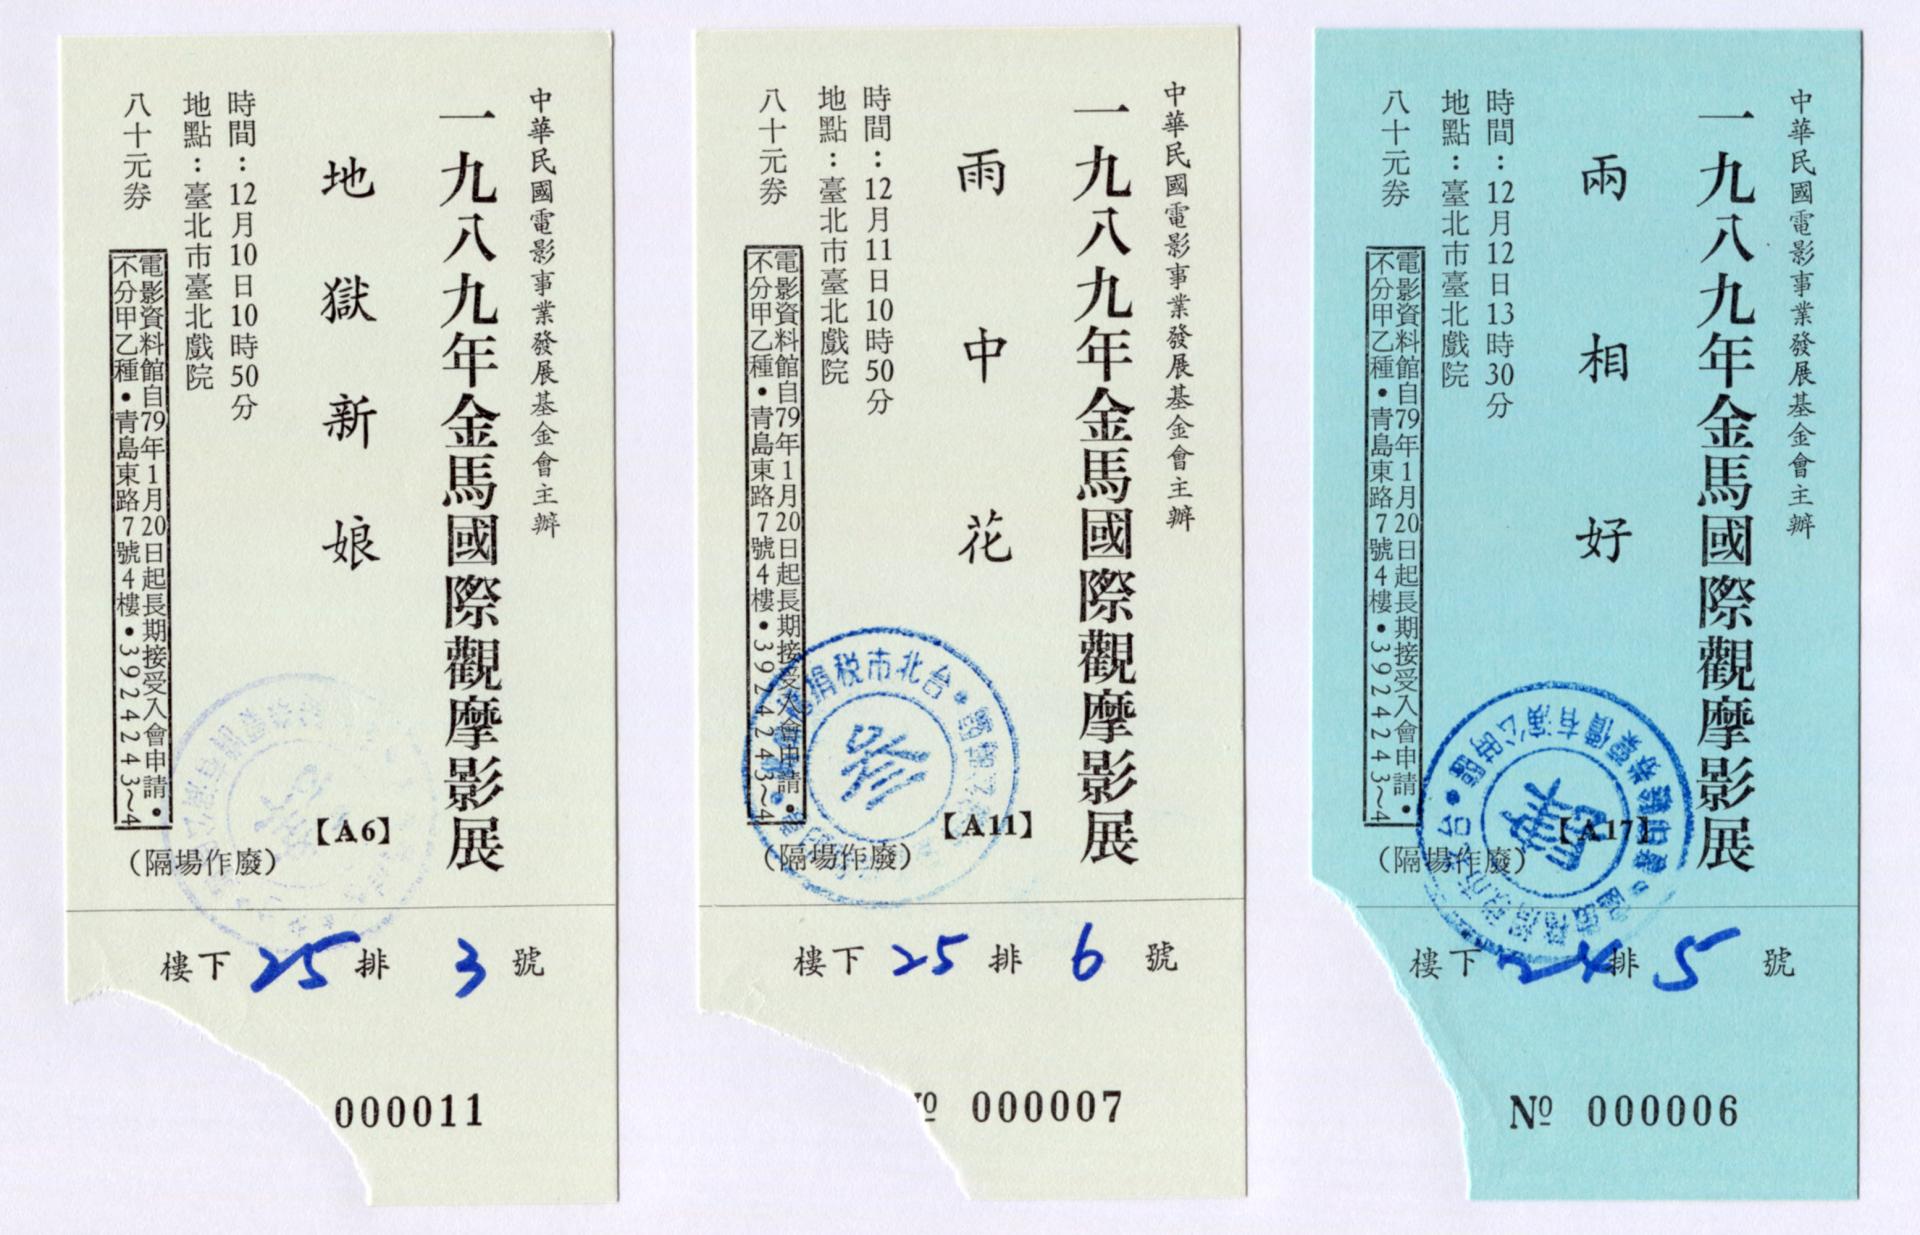 中華民國電影事業發展基金會主辦
一九八九年金馬國際觀摩影展
地獄新娘
【A6】
時間：12月10日10時50分
地點：臺北市臺北戲院
八十元券
電影資料館自79年1月20日起長期接受入會申請•
不分甲乙種•青島東路7號4樓•3924243～4
（隔場作廢）
樓下25排3號
000011
中華民國電影事業發展基金會主辦
一九八九年金馬國際觀摩影展
雨中花
【A11】
時間：12月11日10時50分
地點：臺北市臺北戲院
八十元券
電影資料館自79年1月20日起長期接受入會申請•
不分甲乙種•青島東路7號4樓•3924243～4
（隔場作廢）
台北市稅捐
樓下25排6號
Nº 000007
中華民國電影事業發展基金會主辦
一九八九年金馬國際觀摩影展
兩相好
【A17】
時間：12月12日13時30分
地點：臺北市臺北戲院
八十元券
電影資料館自79年1月20日起長期接受入會申請•
不分甲乙種•青島東路7號4樓•3924243～4
（隔場作廢）
樓下24排5號
Nº 000006